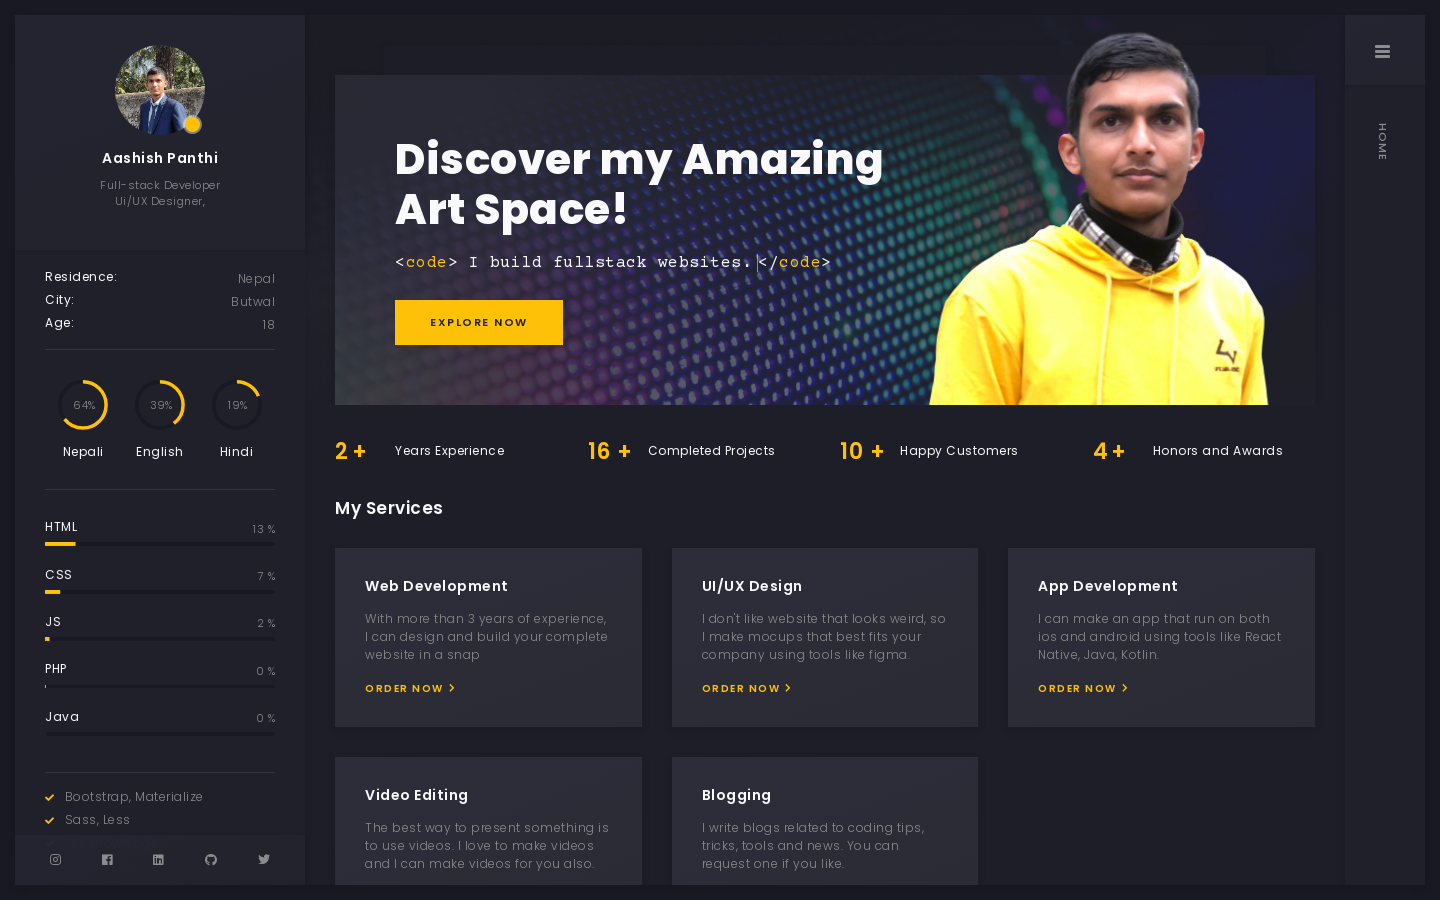 Aashish Panthi
Full-stack Developer
Ui/UX Designer,
Residence: Nepal
City: Butwal
Age: 18
64% 39% 19%
Nepali English Hindi
HTML 13 %
CSS 7 %
JS 2 %
PHP 0 %
Java 0 %
Bootstrap, Materialize
Sass, Less
Discover my Amazing
Art Space!
<code> I build fullstack websites. </code>
EXPLORE NOW
2 + Years Experience
16 + Completed Projects
10 + Happy Customers
4 + Honors and Awards
My Services
Web Development
With more than 3 years of experience,
I can design and build your complete
website in a snap
ORDER NOW
UI/UX Design
I don't like website that looks weird, so
I make mocups that best fits your
company using tools like figma.
ORDER NOW
App Development
I can make an app that run on both
ios and android using tools like React
Native, Java, Kotlin.
ORDER NOW
Video Editing
The best way to present something is
to use videos. I love to make videos
and I can make videos for you also.
Blogging
I write blogs related to coding tips,
tricks, tools and news. You can
request one if you like.
HOME